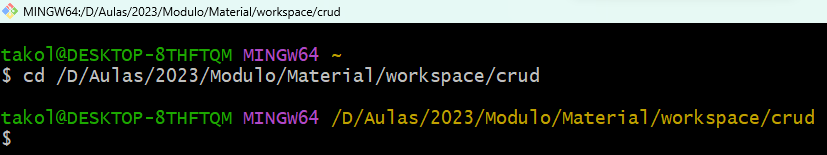 MINGW64:/D/Aulas/2023/Modulo/Material/workspace/crud
takol@DESKTOP-8THFTQM MINGW64 ~
$ cd /D/Aulas/2023/Modulo/Material/workspace/crud
takol@DESKTOP-8THFTQM MINGW64 /D/Aulas/2023/Modulo/Material/workspace/crud
$